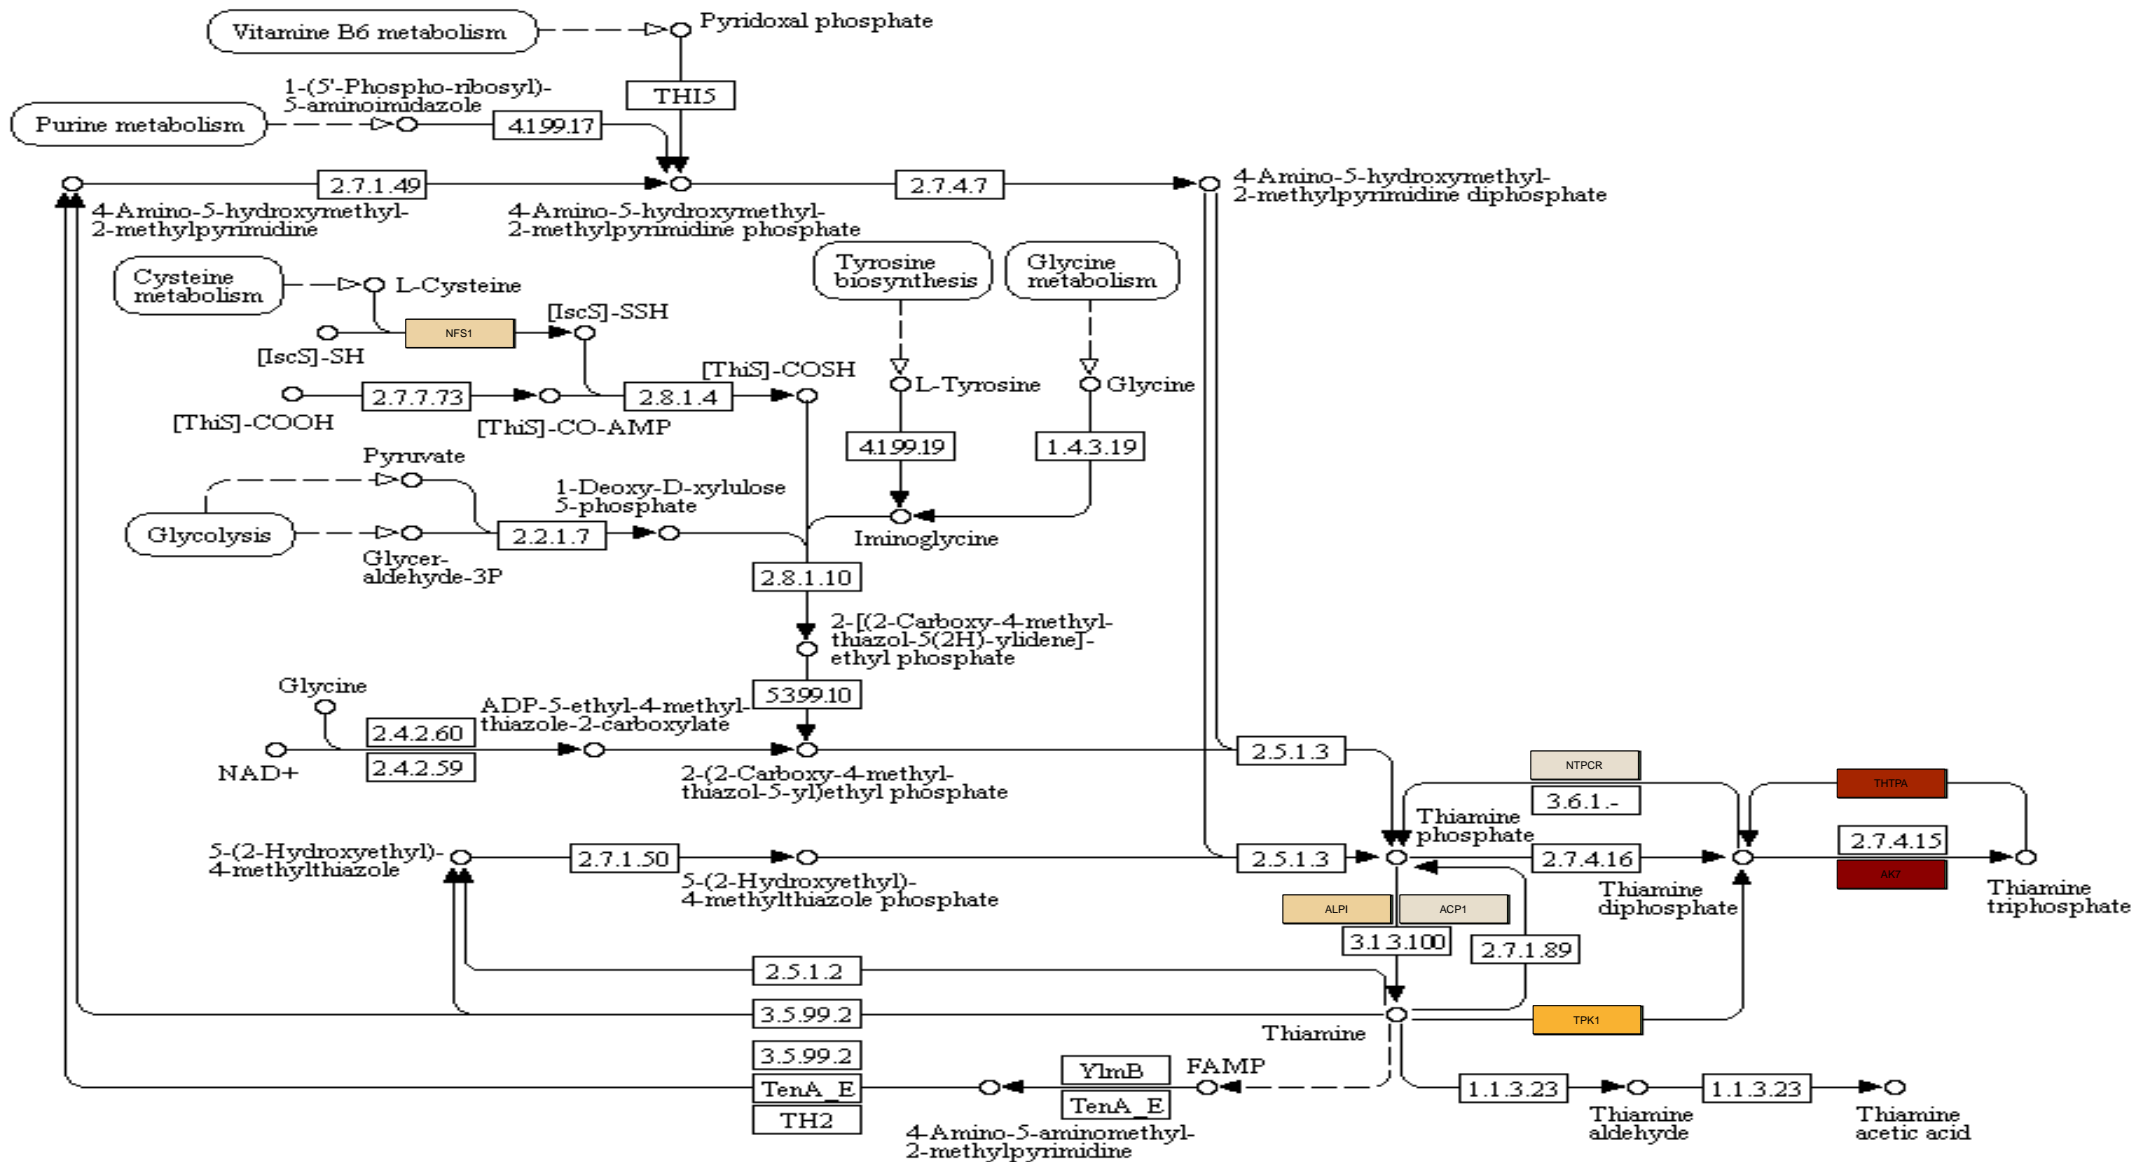 Vitamine B6 metabolism
Pyridoxal phosphate
1-(5'-Phospho-ribosyl)-
5-aminoimidazole
THI5
Purine metabolism
4.1.99.17
2.7.1.49
2.7.4.7
4-Amino-5-hydroxymethyl-
2-methylpyrimidine diphosphate
4-Amino-5-hydroxymethyl-
2-methylpyrimidine
4-Amino-5-hydroxymethyl-
2-methylpyrimidine phosphate
Cysteine
metabolism
L-Cysteine
Tyrosine
biosynthesis
Glycine
metabolism
[IscS]-SSH
NFS1
[IscS]-SH
[ThiS]-COSH
L-Tyrosine
Glycine
2.7.7.73
2.8.1.4
[ThiS]-COOH
[ThiS]-CO-AMP
4.1.99.19
1.4.3.19
Pyruvate
1-Deoxy-D-xylulose
5-phosphate
Glycolysis
2.2.1.7
Iminoglycine
Glycer-
aldehyde-3P
2.8.1.10
2-[(2-Carboxy-4-methyl-
thiazol-5(2H)-ylidene]-
ethyl phosphate
Glycine
5.3.99.10
ADP-5-ethyl-4-methyl-
thiazole-2-carboxylate
2.4.2.60
2.4.2.59
NAD+
2-(2-Carboxy-4-methyl-
thiazol-5-yl)ethyl phosphate
2.5.1.3
NTPCR
3.6.1.-
THTPA
Thiamine
phosphate
2.7.4.15
5-(2-Hydroxyethyl)-
4-methylthiazole
2.7.1.50
2.5.1.3
2.7.4.16
AK7
5-(2-Hydroxyethyl)-
4-methylthiazole phosphate
Thiamine
diphosphate
Thiamine
triphosphate
ALPI
ACP1
3.1.3.100
2.7.1.89
2.5.1.2
3.5.99.2
Thiamine
TPK1
3.5.99.2
TenA_E
TH2
YlmB
TenA_E
FAMP
1.1.3.23
1.1.3.23
4-Amino-5-aminomethyl-
2-methylpyrimidine
Thiamine
aldehyde
Thiamine
acetic acid